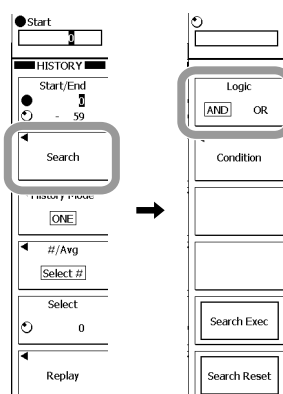 Start
0
HISTORY
Start/End
0
- 59
Search
History Mode
ONE
#/Avg
Select #
Select
0
Replay
Logic
AND OR
Condition
Search Exec
Search Reset